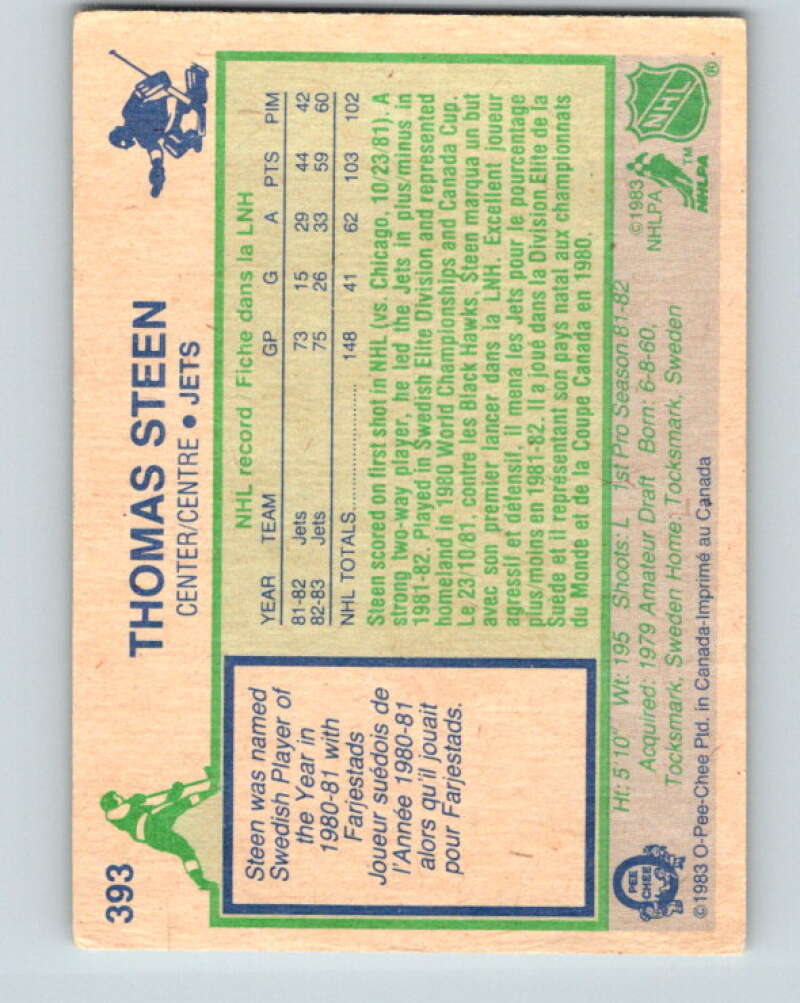 393
THOMAS STEEN
CENTER/CENTRE • JETS
Steen was named
Swedish Player of
the Year in
1980-81 with
Farjestads
Joueur suédois de
l'Année 1980-81
alors qu'il jouait
pour Farjestads.
NHL record / Fiche dans la LNH
YEAR TEAM GP G A PTS PIM
81-82 Jets 73 15 29 44 42
82-83 Jets 75 26 33 59 60
NHL TOTALS 148 41 62 103 102
Steen scored on first shot in NHL (vs. Chicago, 10/23/81). A
strong two-way player, he led the Jets in plus/minus in
1981-82. Played in Swedish Elite Division and represented
homeland in 1980 World Championships and Canada Cup.
Le 23/10/81, contre les Black Hawks, Steen marqua un but
avec son premier lancer dans la LNH. Excellent joueur
agressif et défensif, il mena les Jets pour le pourcentage
plus/moins en 1981-82. Il a joué dans la Division Elite de la
Suede et il représentant son pays natal aux championnats
du Monde et de la Coupe Canada en 1980.
Ht: 5'10" Wt: 195 Shoots: L 1st Pro Season 81-82
Acquired: 1979 Amateur Draft Born: 6-8-60,
Tocksmark, Sweden Home: Tocksmark, Sweden
©1983
NHLPA
NHLPA
TM
NHL
®
PEE
CHEE
©1983 O-Pee-Chee Ptd. in Canada-Imprimé au Canada